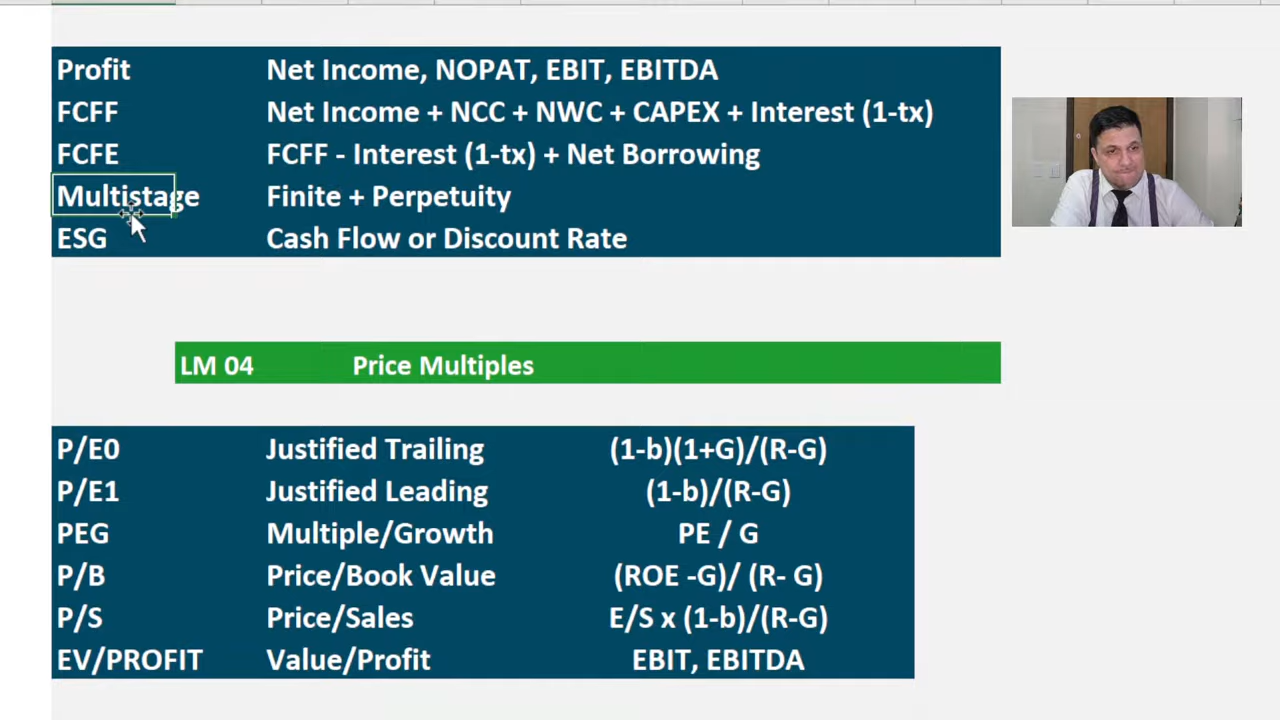 Profit Net Income, NOPAT, EBIT, EBITDA
FCFF Net Income + NCC + NWC + CAPEX + Interest (1-tx)
FCFE FCFF - Interest (1-tx) + Net Borrowing
Multistage Finite + Perpetuity
ESG Cash Flow or Discount Rate
LM 04 Price Multiples
P/E0 Justified Trailing (1-b)(1+G)/(R-G)
P/E1 Justified Leading (1-b)/(R-G)
PEG Multiple/Growth PE / G
P/B Price/Book Value (ROE -G)/ (R- G)
P/S Price/Sales E/S x (1-b)/(R-G)
EV/PROFIT Value/Profit EBIT, EBITDA